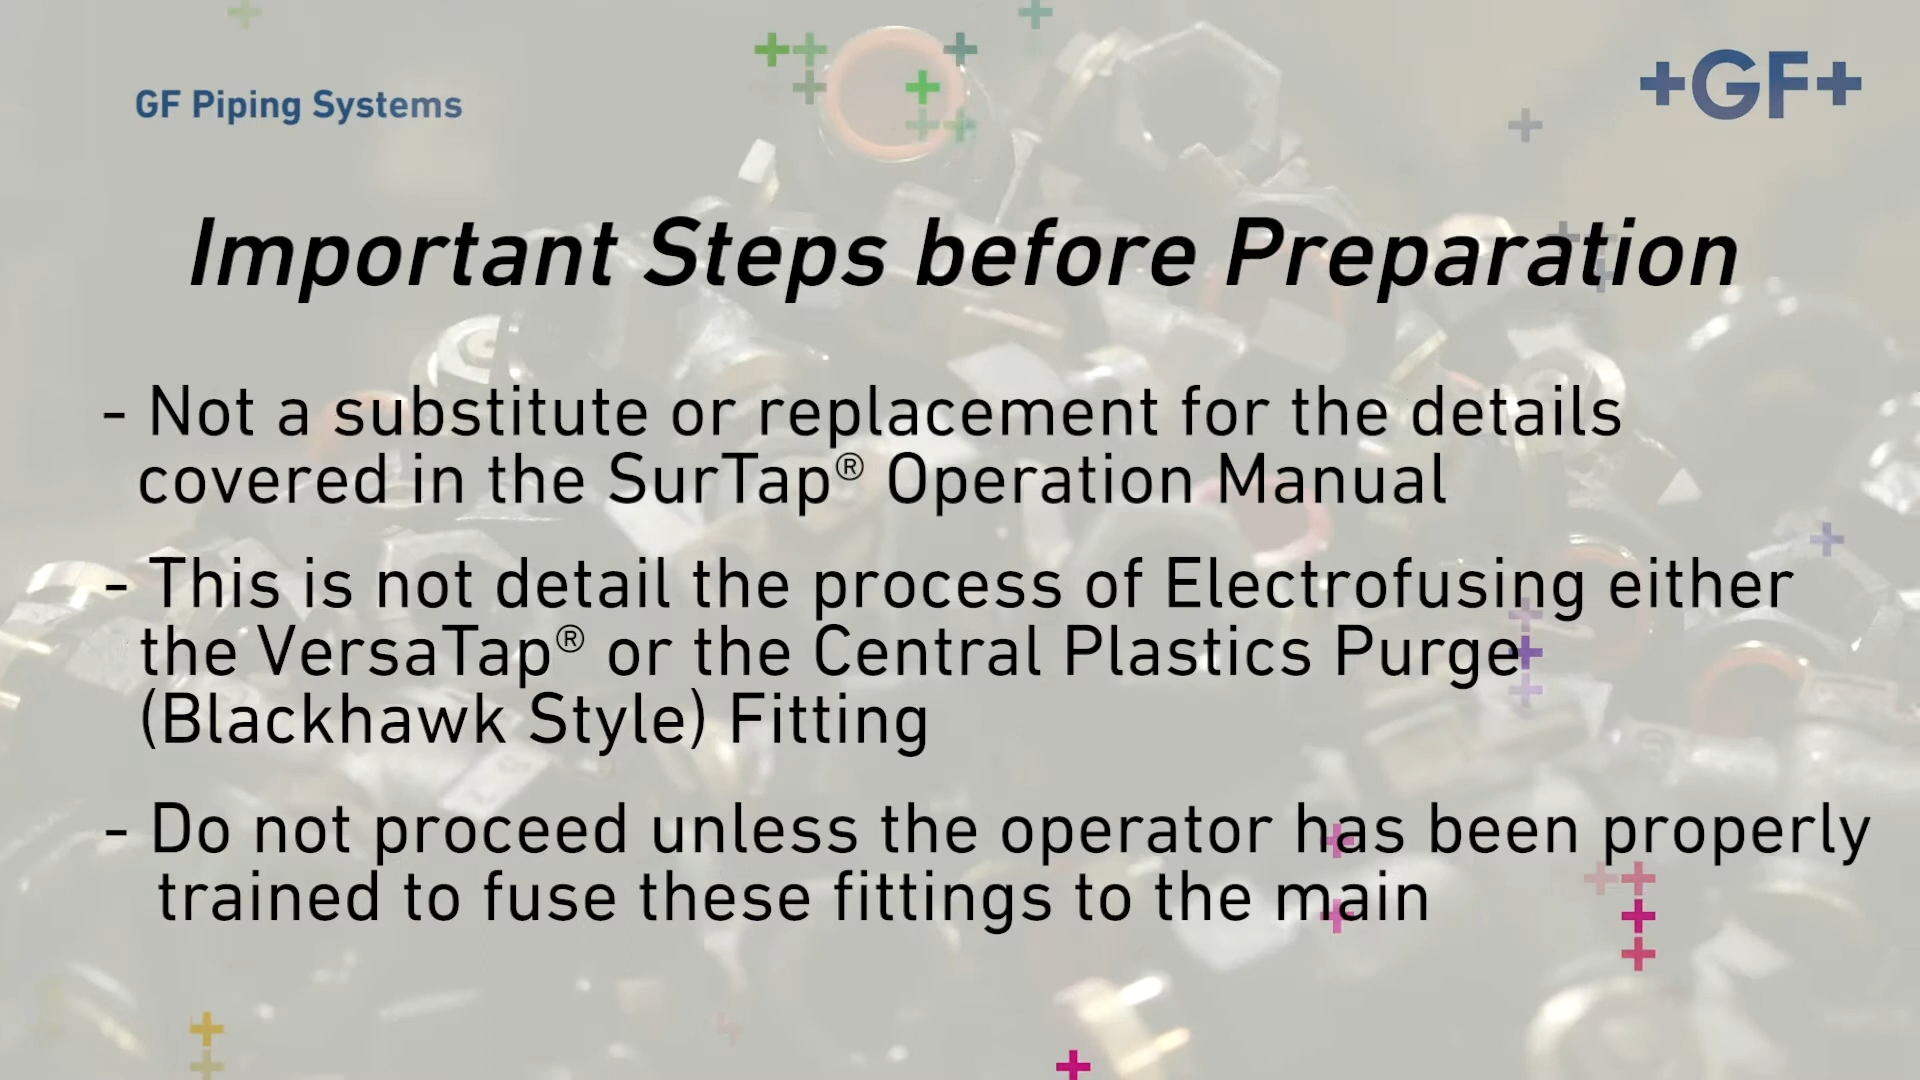 GF Piping Systems
+GF+
Important Steps before Preparation
- Not a substitute or replacement for the details
covered in the SurTap® Operation Manual
- This is not detail the process of Electrofusing either
the VersaTap® or the Central Plastics Purge
(Blackhawk Style) Fitting
- Do not proceed unless the operator has been properly
trained to fuse these fittings to the main